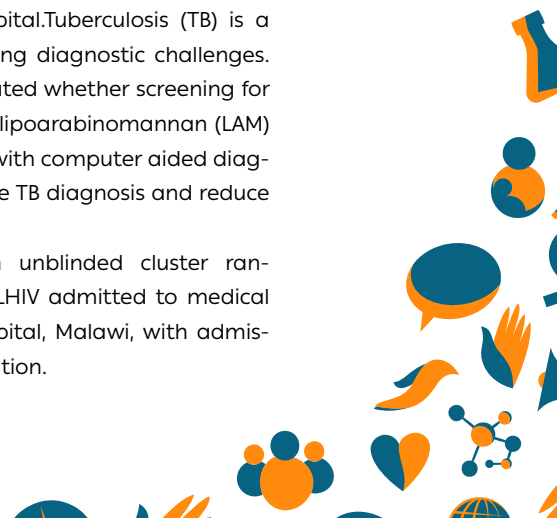 pital.Tuberculosis (TB) is a
ng diagnostic challenges.
ted whether screening for
lipoarabinomannan (LAM)
with computer aided diag-
e TB diagnosis and reduce
unblinded cluster ran-
LHIV admitted to medical
pital, Malawi, with admis-
tion.